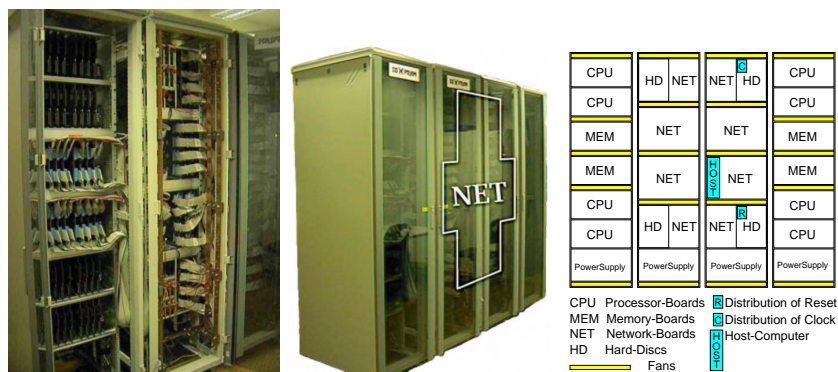 NET
CPU HD NET NET C HD CPU
CPU CPU
MEM NET NET MEM
MEM NET HOST NET MEM
CPU HD NET NET R HD CPU
CPU CPU
PowerSupply PowerSupply PowerSupply PowerSupply
CPU Processor-Boards R Distribution of Reset
MEM Memory-Boards C Distribution of Clock
NET Network-Boards HOST Host-Computer
HD Hard-Discs
Fans